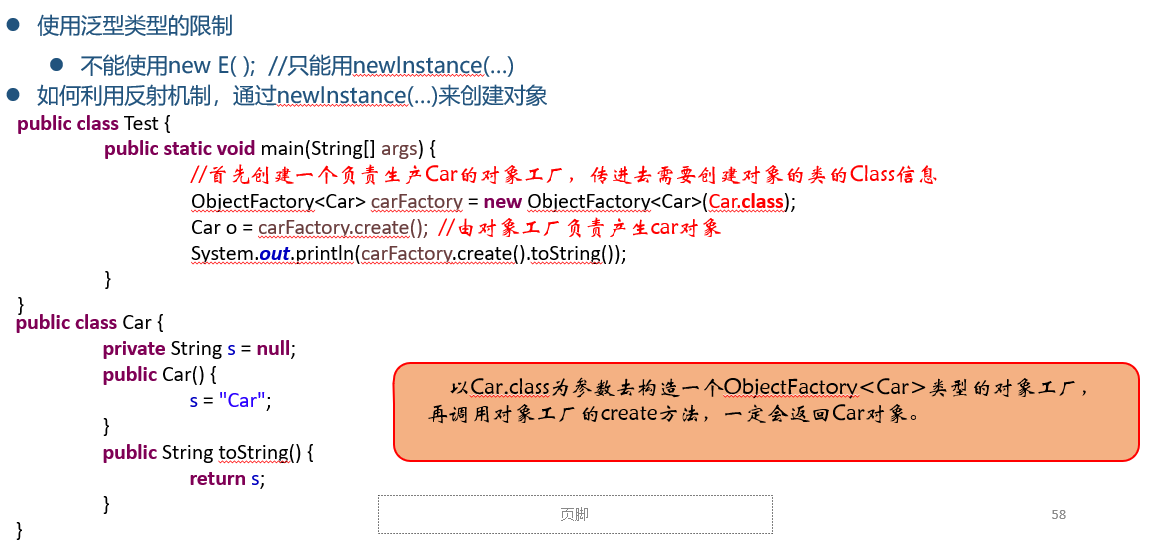 使用泛型类型的限制
不能使用new E( );  //只能用newInstance(…)
如何利用反射机制，通过newInstance(…)来创建对象
public class Test {
public static void main(String[] args) {
//首先创建一个负责生产Car的对象工厂，传进去需要创建对象的类的Class信息
ObjectFactory<Car> carFactory = new ObjectFactory<Car>(Car.class);
Car o = carFactory.create();  //由对象工厂负责产生car对象
System.out.println(carFactory.create().toString());
}
}
public class Car {
private String s = null;
public Car() {
s = "Car";
}
public String toString() {
return s;
}
}
以Car.class为参数去构造一个ObjectFactory<Car>类型的对象工厂，
再调用对象工厂的create方法，一定会返回Car对象。
页脚
58